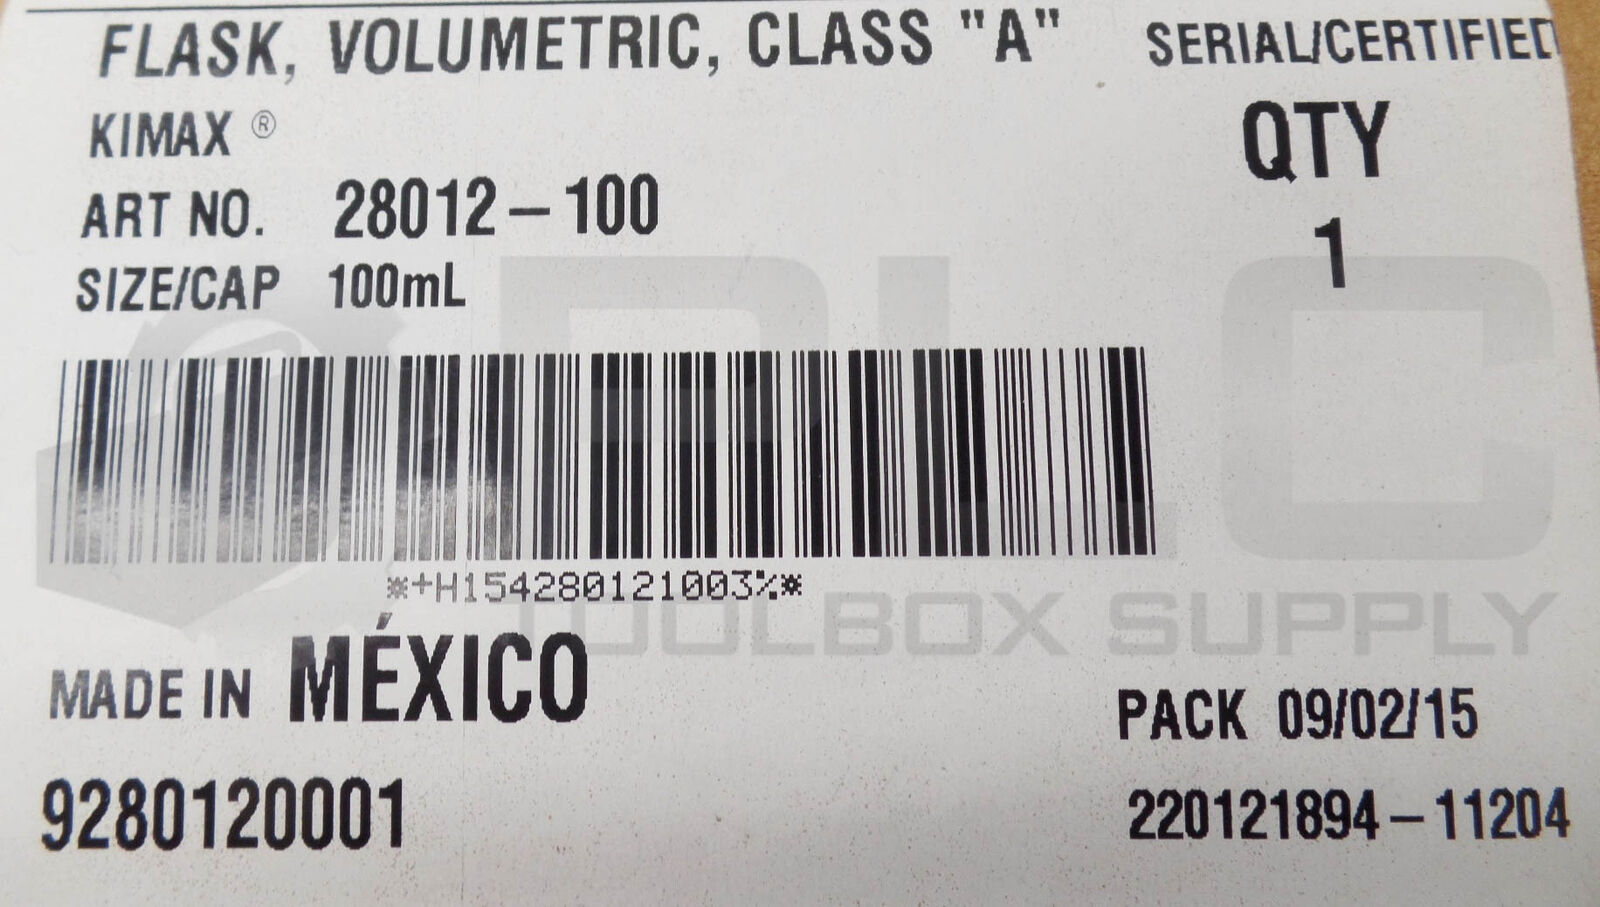 FLASK, VOLUMETRIC, CLASS "A" SERIAL/CERTIFIED
KIMAX ®
QTY
ART NO. 28012-100
1
SIZE/CAP 100mL
*+H154280121003%*
MADE IN MÉXICO
PACK 09/02/15
9280120001
220121894-11204
PLC
TOOLBOX SUPPLY